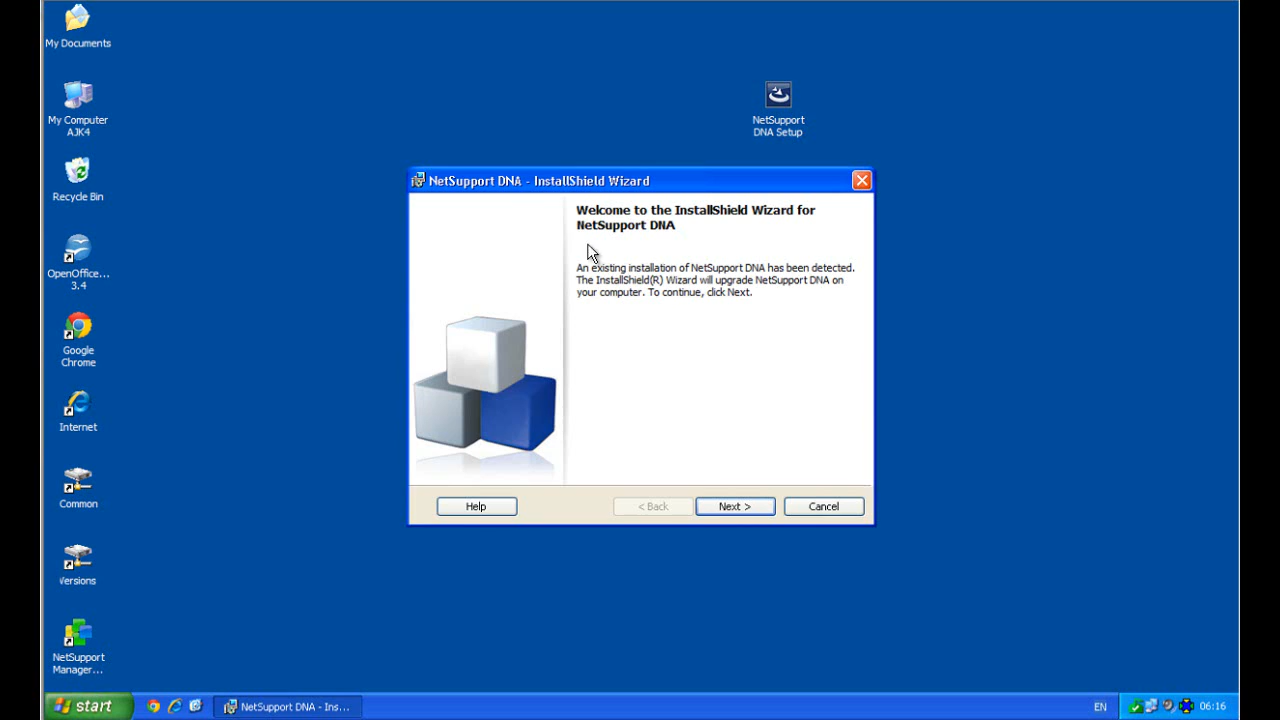 My Documents
My Computer
AJK4
Recycle Bin
OpenOffice...
3.4
Google
Chrome
Internet
Common
Versions
NetSupport
Manager...
NetSupport
DNA Setup
NetSupport DNA - InstallShield Wizard
Welcome to the InstallShield Wizard for
NetSupport DNA
An existing installation of NetSupport DNA has been detected.
The InstallShield(R) Wizard will upgrade NetSupport DNA on
your computer. To continue, click Next.
Help
< Back
Next >
Cancel
start
NetSupport DNA - Ins...
EN
06:16